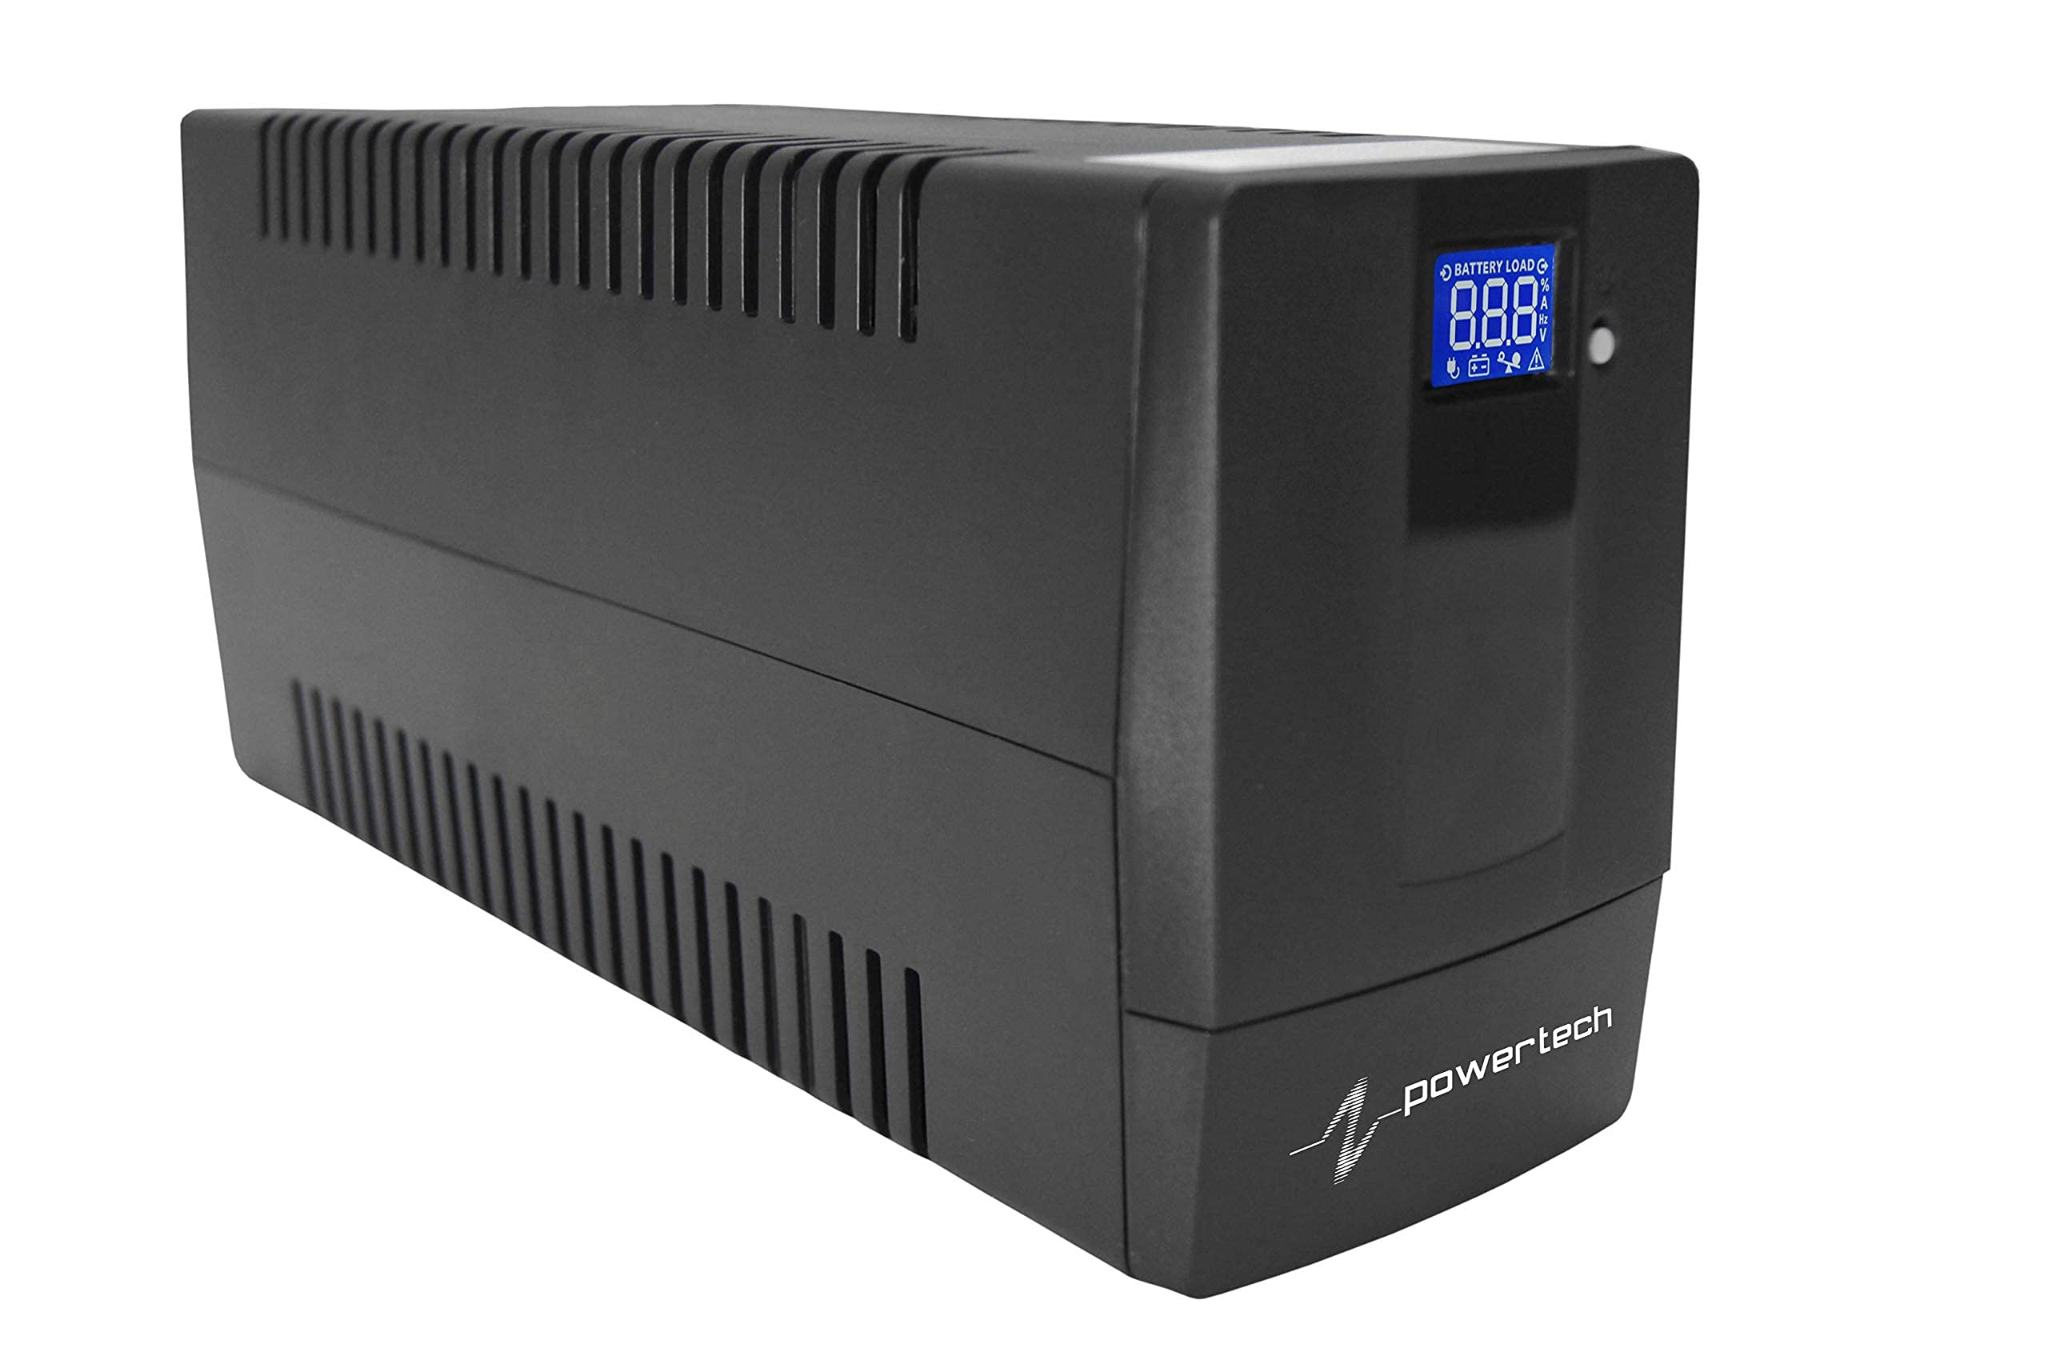 BATTERY LOAD
8.8.8
% A Hz V
powertech